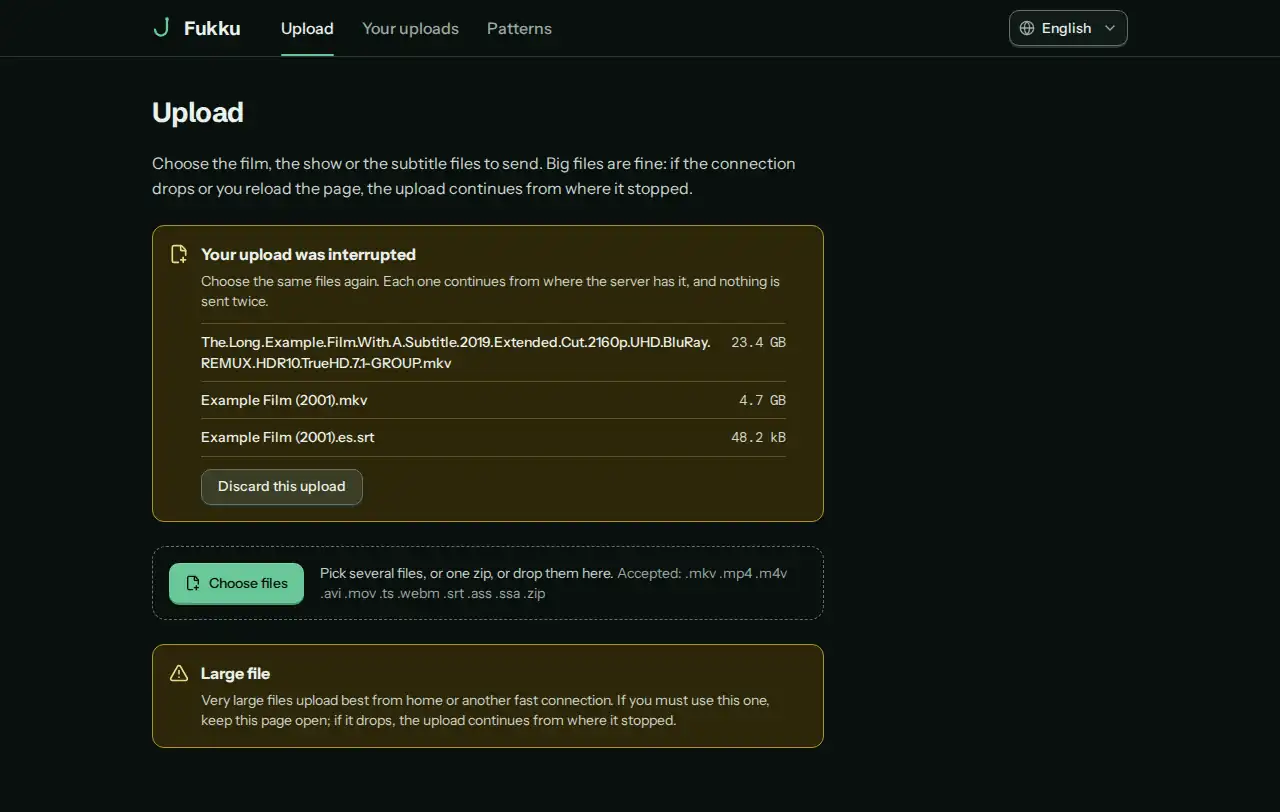 Fukku
Upload
Your uploads
Patterns
English
Upload
Choose the film, the show or the subtitle files to send. Big files are fine: if the connection
drops or you reload the page, the upload continues from where it stopped.
Your upload was interrupted
Choose the same files again. Each one continues from where the server has it, and nothing is
sent twice.
The.Long.Example.Film.With.A.Subtitle.2019.Extended.Cut.2160p.UHD.BluRay.
REMUX.HDR10.TrueHD.7.1-GROUP.mkv
23.4 GB
Example Film (2001).mkv
4.7 GB
Example Film (2001).es.srt
48.2 kB
Discard this upload
Choose files
Pick several files, or one zip, or drop them here. Accepted: .mkv .mp4 .m4v
.avi .mov .ts .webm .srt .ass .ssa .zip
Large file
Very large files upload best from home or another fast connection. If you must use this one,
keep this page open; if it drops, the upload continues from where it stopped.